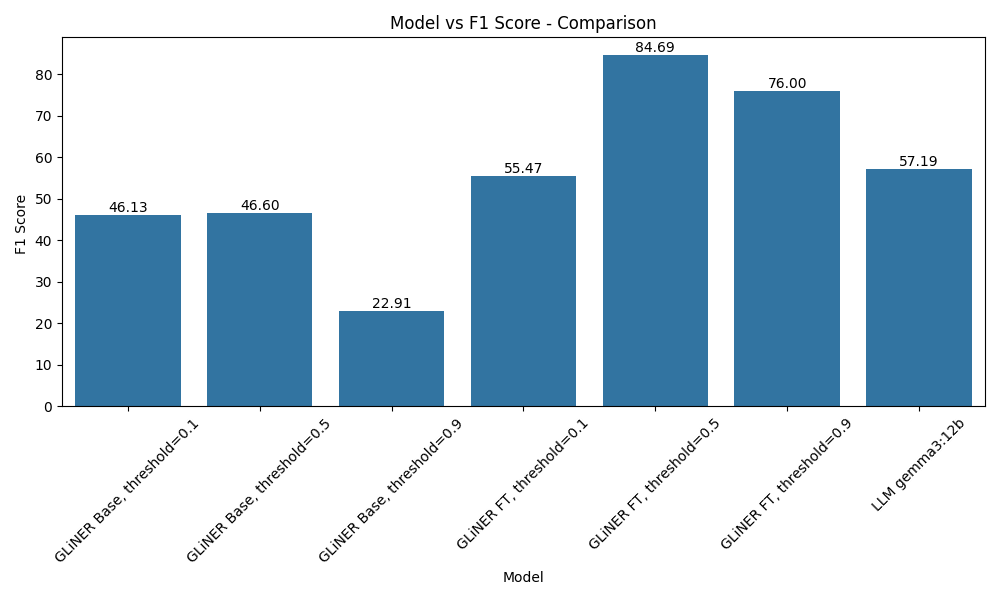 Model vs F1 Score - Comparison
84.69
76.00
57.19
55.47
46.60
46.13
22.91
80
70
60
50
40
30
20
10
0
F1 Score
GLiNER Base, threshold=0.1
GLiNER Base, threshold=0.5
GLiNER Base, threshold=0.9
GLiNER FT, threshold=0.1
GLiNER FT, threshold=0.5
GLiNER FT, threshold=0.9
LLM gemma3:12b
Model